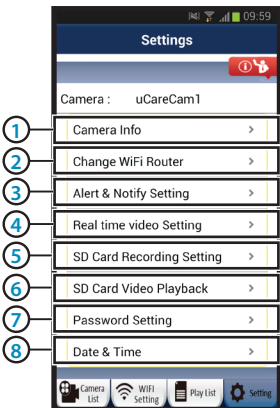 09:59
Settings
Camera : uCareCam1
1 Camera Info >
2 Change WiFi Router >
3 Alert & Notify Setting >
4 Real time video Setting >
5 SD Card Recording Setting >
6 SD Card Video Playback >
7 Password Setting >
8 Date & Time >
Camera List
WIFI Setting
Play List
Setting